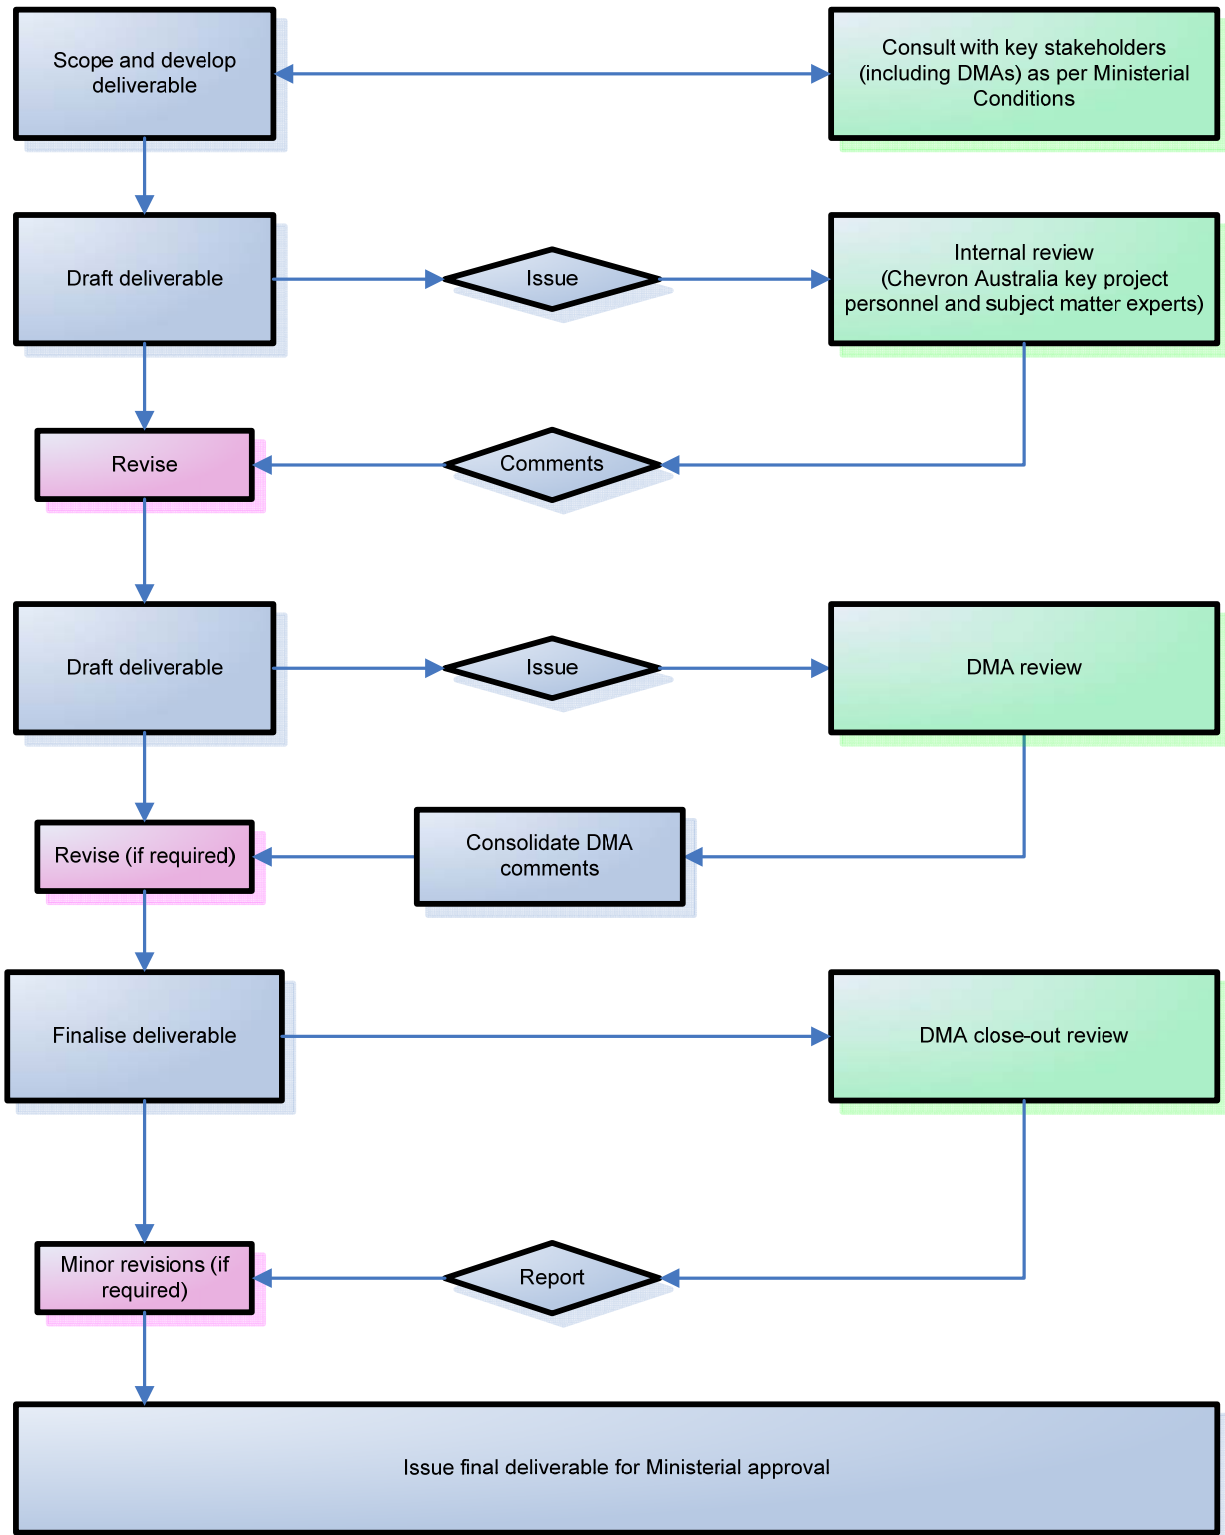 Scope and develop
deliverable
Consult with key stakeholders
(including DMAs) as per Ministerial
Conditions
Draft deliverable
Issue
Internal review
(Chevron Australia key project
personnel and subject matter experts)
Revise
Comments
Draft deliverable
Issue
DMA review
Revise (if required)
Consolidate DMA
comments
Finalise deliverable
DMA close-out review
Minor revisions (if
required)
Report
Issue final deliverable for Ministerial approval